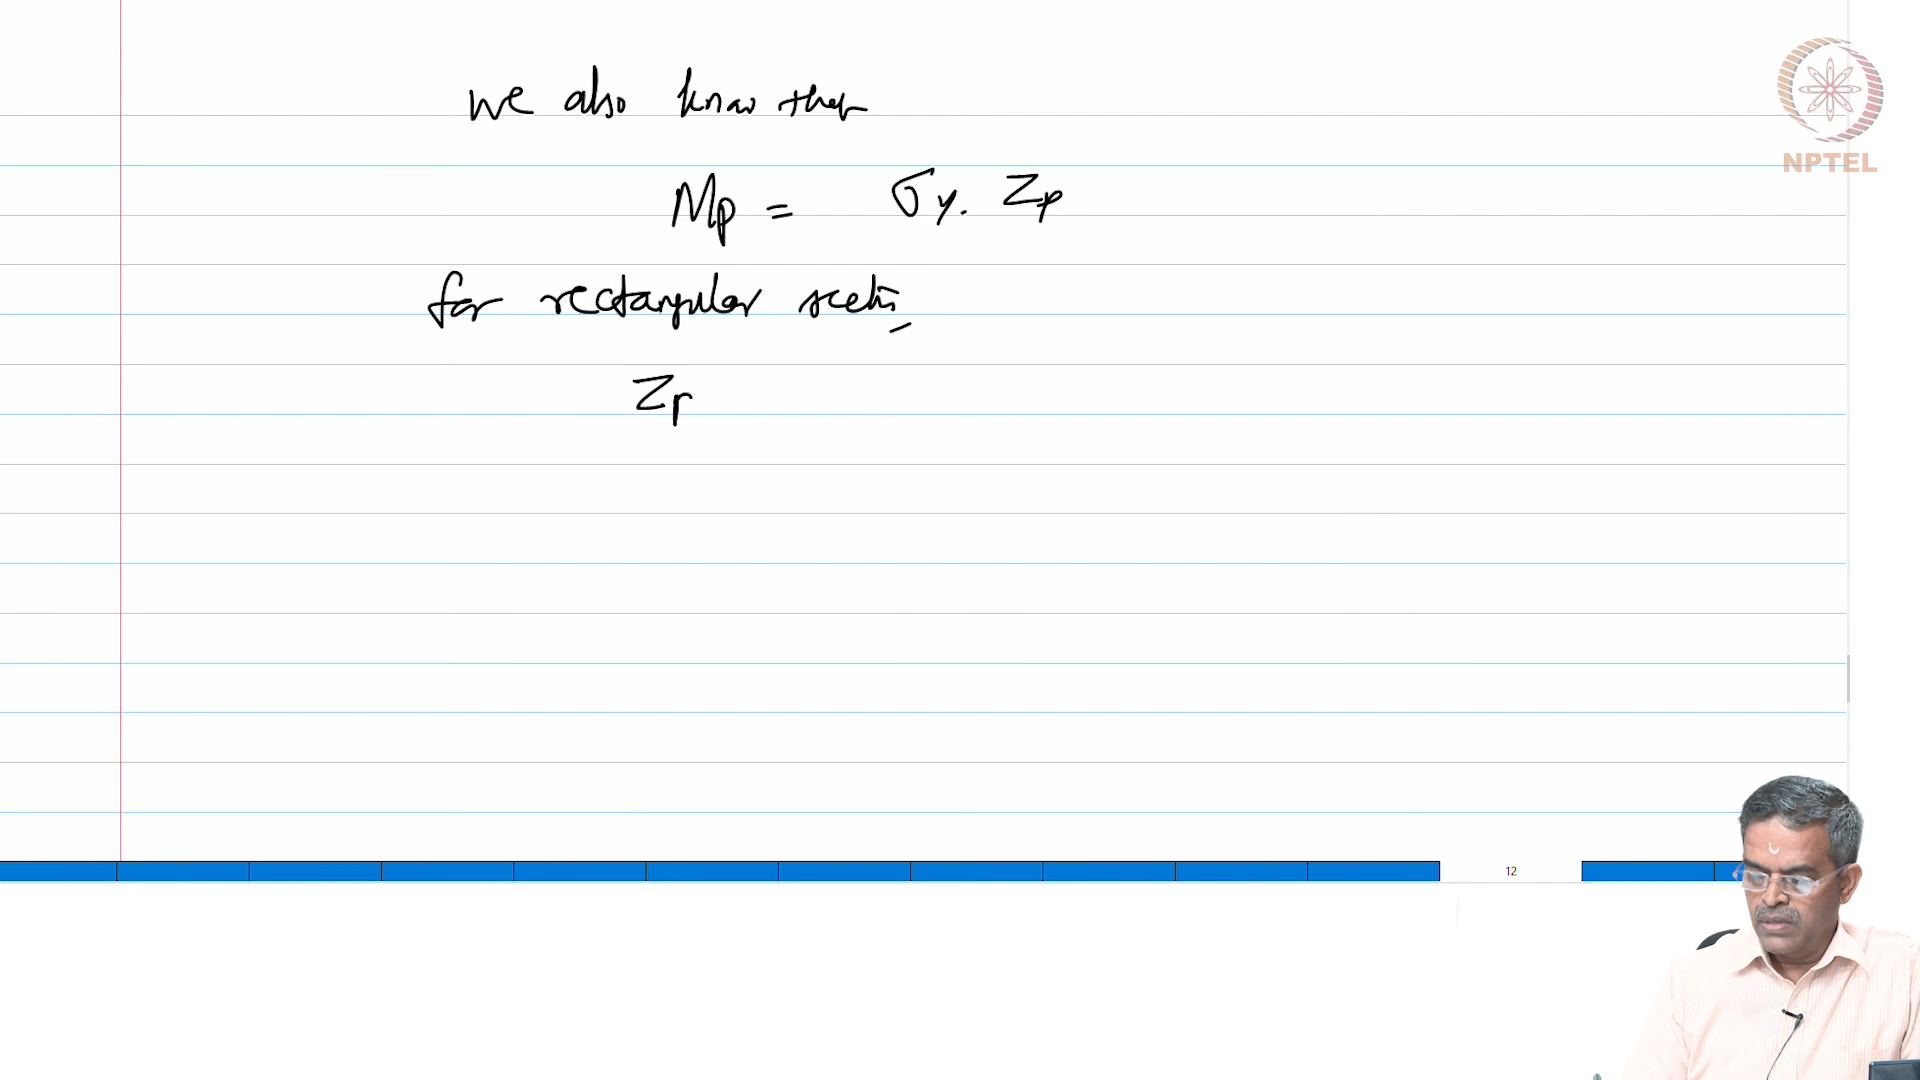 we also know that
Mp = σy. Zp
for rectangular section
Zp
NPTEL
12